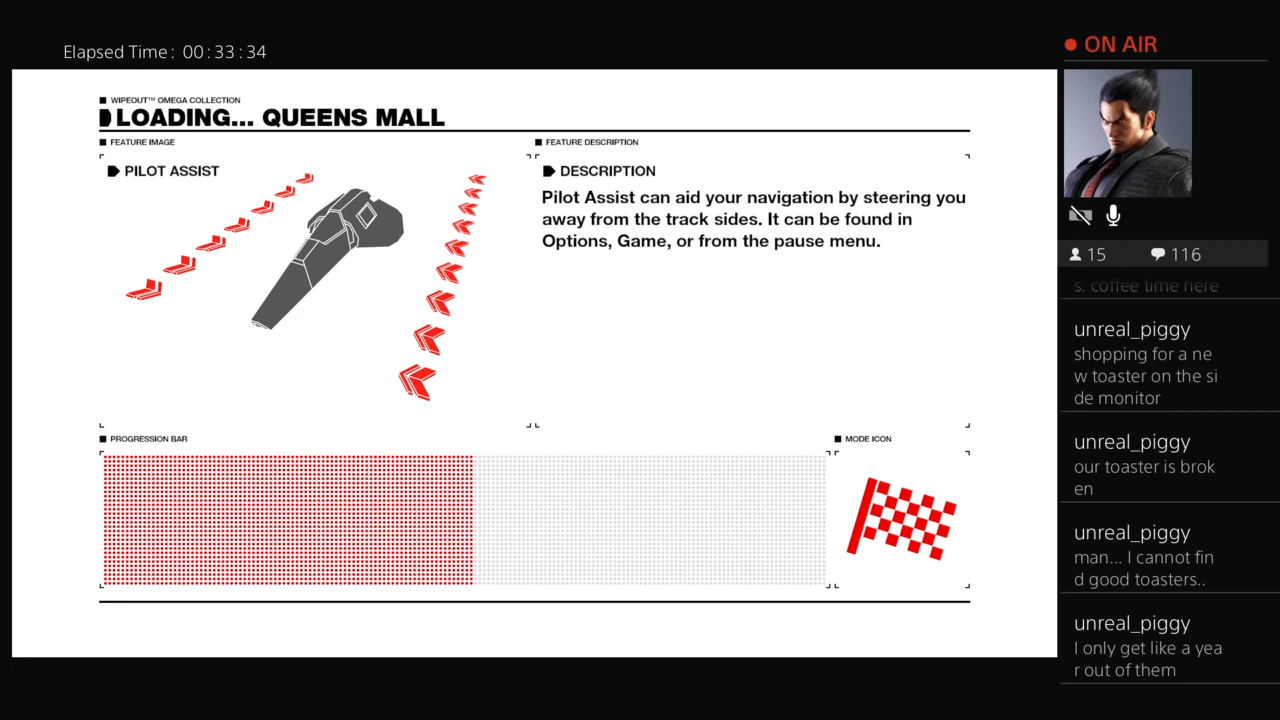 Elapsed Time: 00:33:34
ON AIR
WIPEOUT™ OMEGA COLLECTION
LOADING... QUEENS MALL
FEATURE IMAGE
FEATURE DESCRIPTION
PILOT ASSIST
DESCRIPTION
Pilot Assist can aid your navigation by steering you
away from the track sides. It can be found in
Options, Game, or from the pause menu.
PROGRESSION BAR
MODE ICON
15
116
s. coffee time here
unreal_piggy
shopping for a ne
w toaster on the si
de monitor
unreal_piggy
our toaster is brok
en
unreal_piggy
man... I cannot fin
d good toasters..
unreal_piggy
I only get like a yea
r out of them